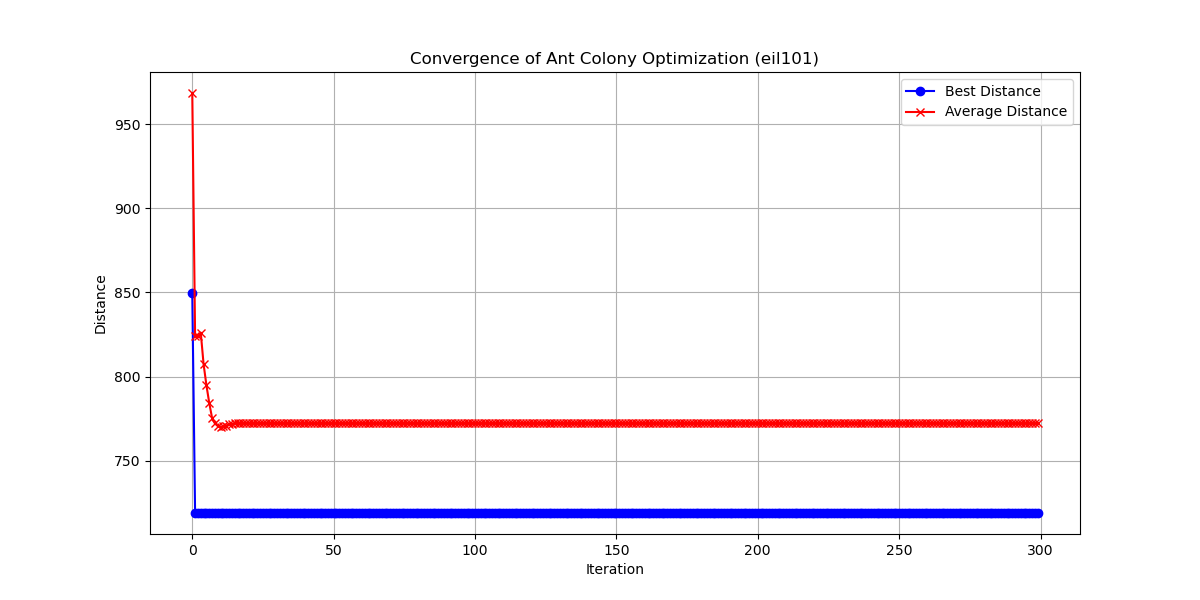 Convergence of Ant Colony Optimization (eil101)
Best Distance
Average Distance
950
900
850
800
750
Distance
0 50 100 150 200 250 300
Iteration